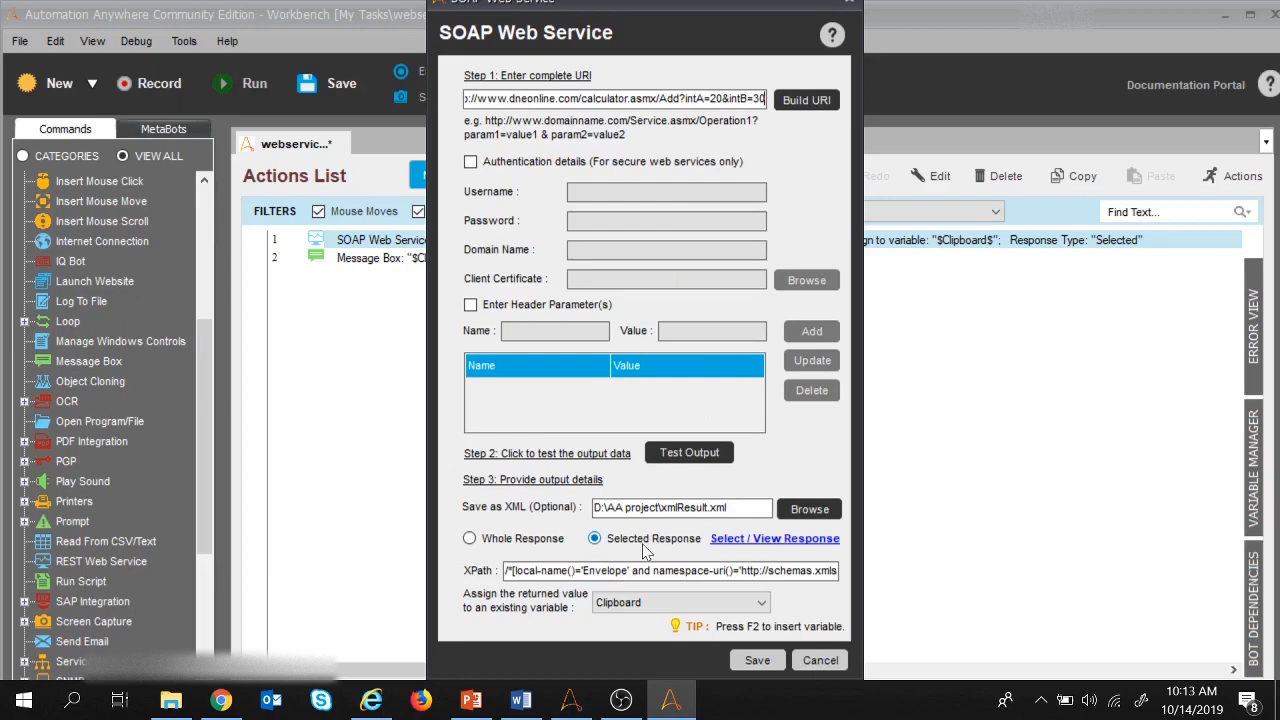 Automation Anywhere Community Edition - Workbench [My Tasks\webse
SOAP Web Service
File Edit View Debug Tools Help
New Record Run Save
Documentation Portal
Commands MetaBots
CATEGORIES VIEW ALL
Insert Mouse Click
Insert Mouse Move
Insert Mouse Scroll
Internet Connection
IQ Bot
Launch Website
Log To File
Loop
Manage Windows Controls
Message Box
Object Cloning
OCR
Open Program/File
PDF Integration
PGP
Play Sound
Printers
Prompt
Read From CSV/Text
REST Web Service
Run Script
SAP Integration
Screen Capture
Send Email
Servic
webservic...*
Actions List
Redo Edit Delete Copy Paste Actions
FILTERS Mouse Moves
Find Text...
1 SOAP Web Servic
gn to variable: "$Clipboard$"; Response Type: "Selected"
2 Message Box: "$Cl
SOAP Web Service
Step 1: Enter complete URI
p://www.dneonline.com/calculator.asmx/Add?intA=20&intB=30
Build URI
e.g. http://www.domainname.com/Service.asmx/Operation1?
param1=value1 & param2=value2
Authentication details (For secure web services only)
Username :
Password :
Domain Name :
Client Certificate : Browse
Enter Header Parameter(s)
Name : Value : Add
Name Value
Update
Delete
Step 2: Click to test the output data Test Output
Step 3: Provide output details
Save as XML (Optional) : D:\AA project\xmlResult.xml Browse
Whole Response Selected Response Select / View Response
XPath : /*[local-name()='Envelope' and namespace-uri()='http://schemas.xmls
Assign the returned value
to an existing variable : Clipboard
TIP : Press F2 to insert variable.
Save Cancel
ERROR VIEW
VARIABLE MANAGER
BOT DEPENDENCIES
10:13 AM
10/14/2019
8